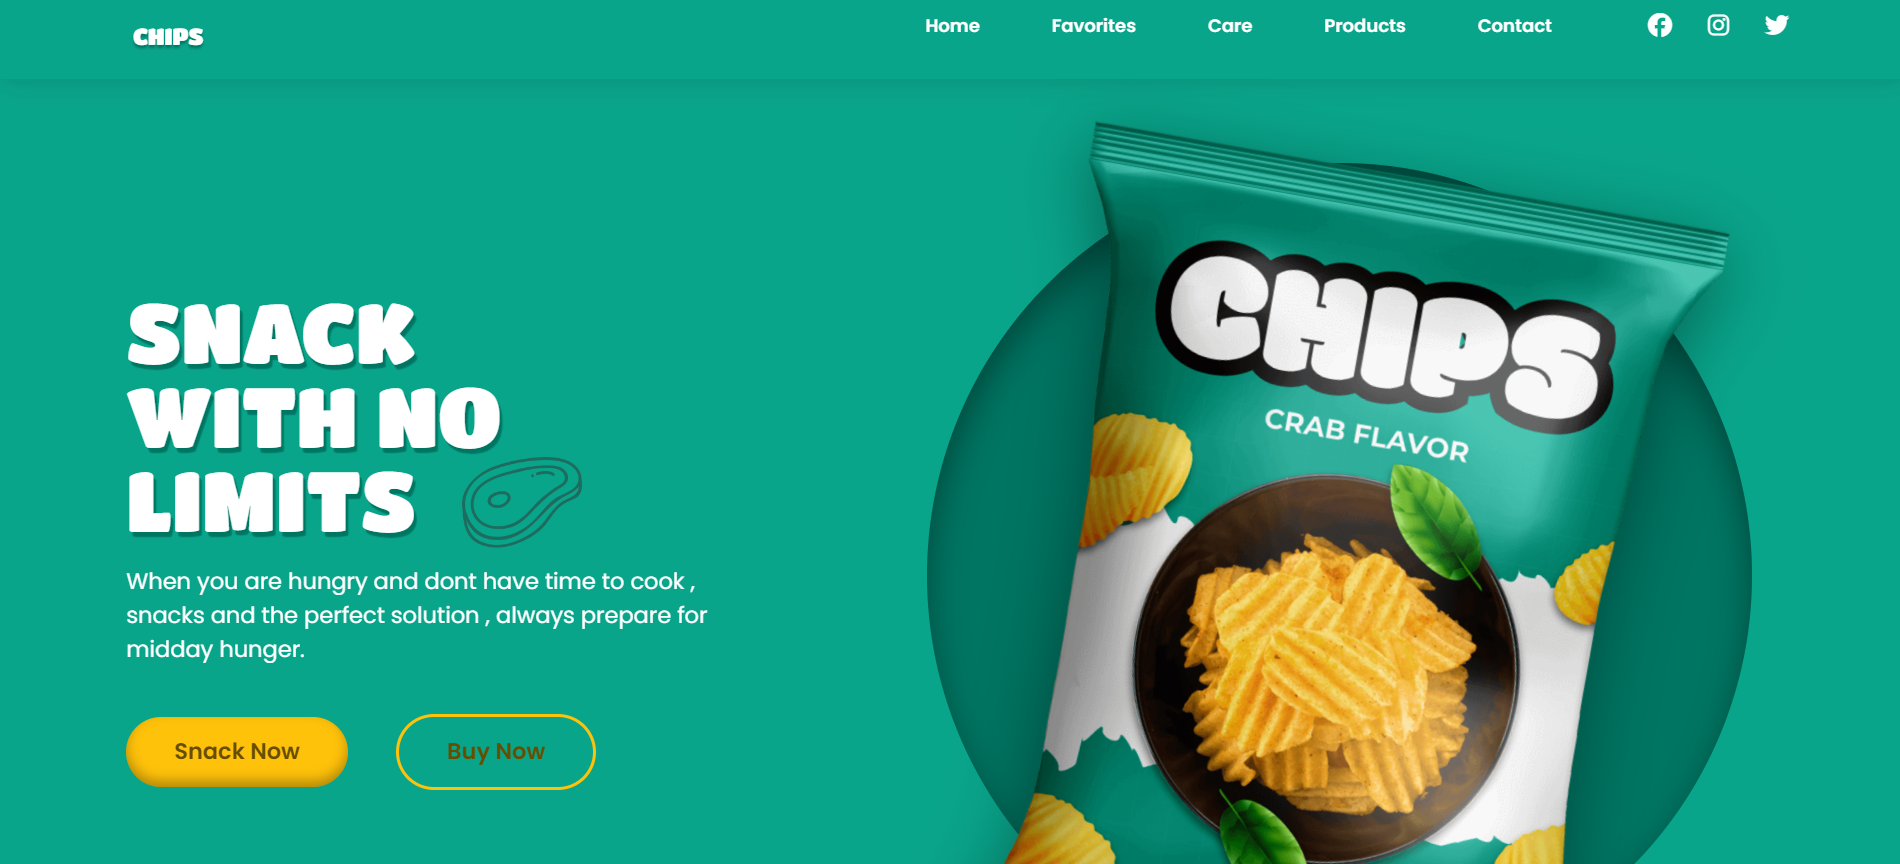 CHIPS
Home
Favorites
Care
Products
Contact
SNACK
WITH NO
LIMITS
When you are hungry and dont have time to cook ,
snacks and the perfect solution , always prepare for
midday hunger.
Snack Now
Buy Now
CHIPS
CRAB FLAVOR